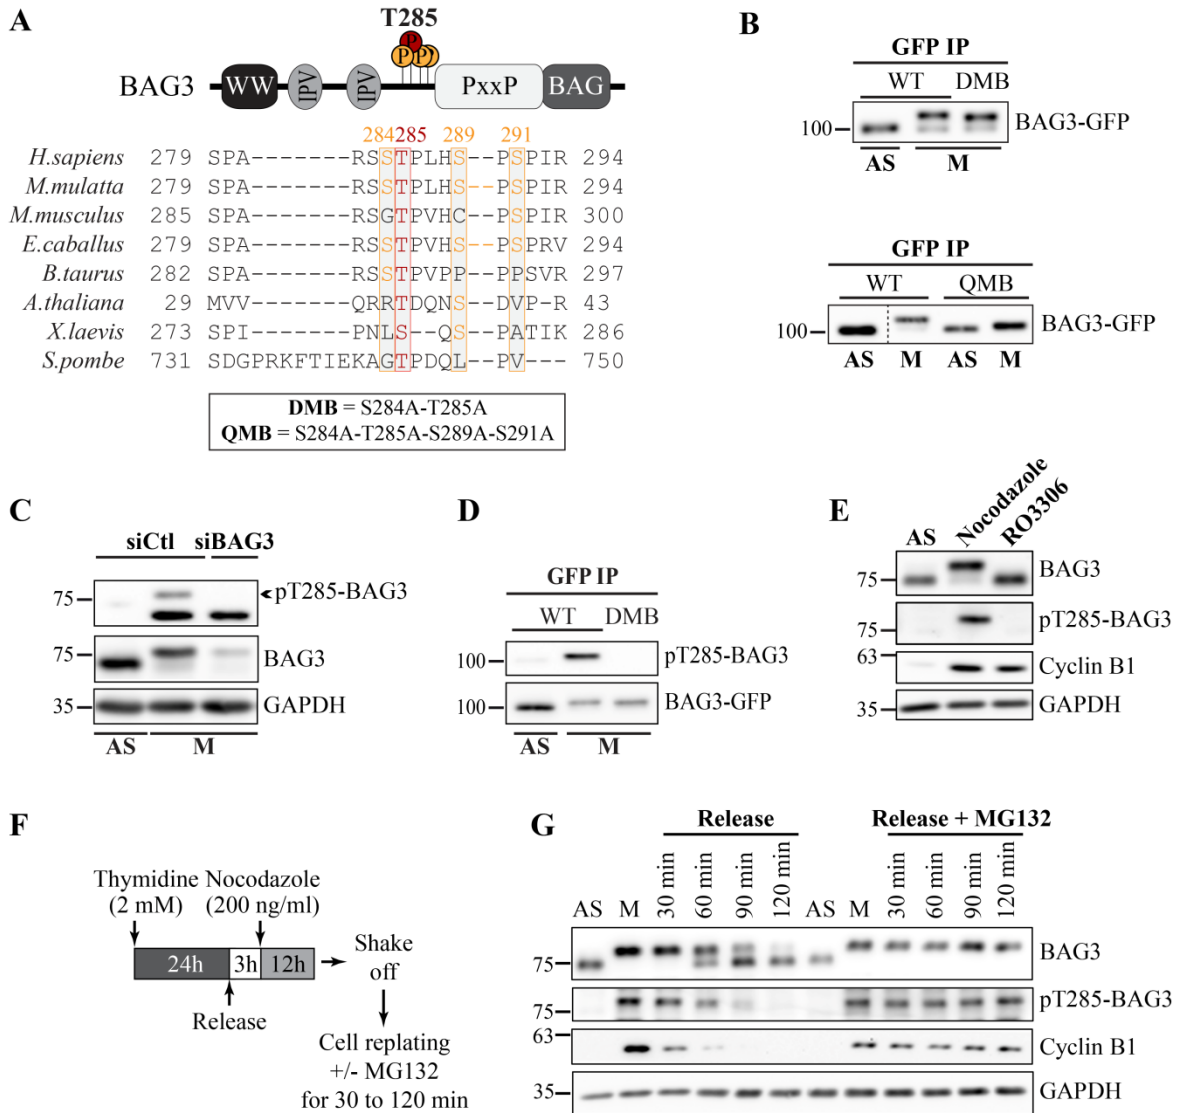 A
T285
P
P P
BAG3
WW IPV IPV PxxP BAG
284 285 289 291
H.sapiens 279 SPA-------RSSTPLHS--PSPIR 294
M.mulatta 279 SPA-------RSSTPLHS--PSPIR 294
M.musculus 285 SPA-------RSGTPVHC--PSPIR 300
E.caballus 279 SPA-------RSSTPVHS--PSPRV 294
B.taurus 282 SPA-------RSSTPVPP--PPSVR 297
A.thaliana 29 MVV-------QRRTDQNS--DVP-R 43
X.laevis 273 SPI-------PNLS--QS--PATIK 286
S.pombe 731 SDGPRKFTIEKAGTPDQL--PV--- 750
DMB = S284A-T285A
QMB = S284A-T285A-S289A-S291A
B
GFP IP
WT DMB
100
BAG3-GFP
AS M
GFP IP
WT QMB
100
BAG3-GFP
AS M AS M
C
siCtl siBAG3
75
pT285-BAG3
75
BAG3
35
GAPDH
AS M
D
GFP IP
WT DMB
100
pT285-BAG3
100
BAG3-GFP
AS M
E
AS Nocodazole RO3306
75
BAG3
75
pT285-BAG3
63
Cyclin B1
35
GAPDH
F
Thymidine
(2 mM)
Nocodazole
(200 ng/ml)
24h 3h 12h
Release
Shake
off
Cell replating
+/- MG132
for 30 to 120 min
G
Release Release + MG132
AS M 30 min 60 min 90 min 120 min AS M 30 min 60 min 90 min 120 min
75
BAG3
75
pT285-BAG3
63
Cyclin B1
35
GAPDH